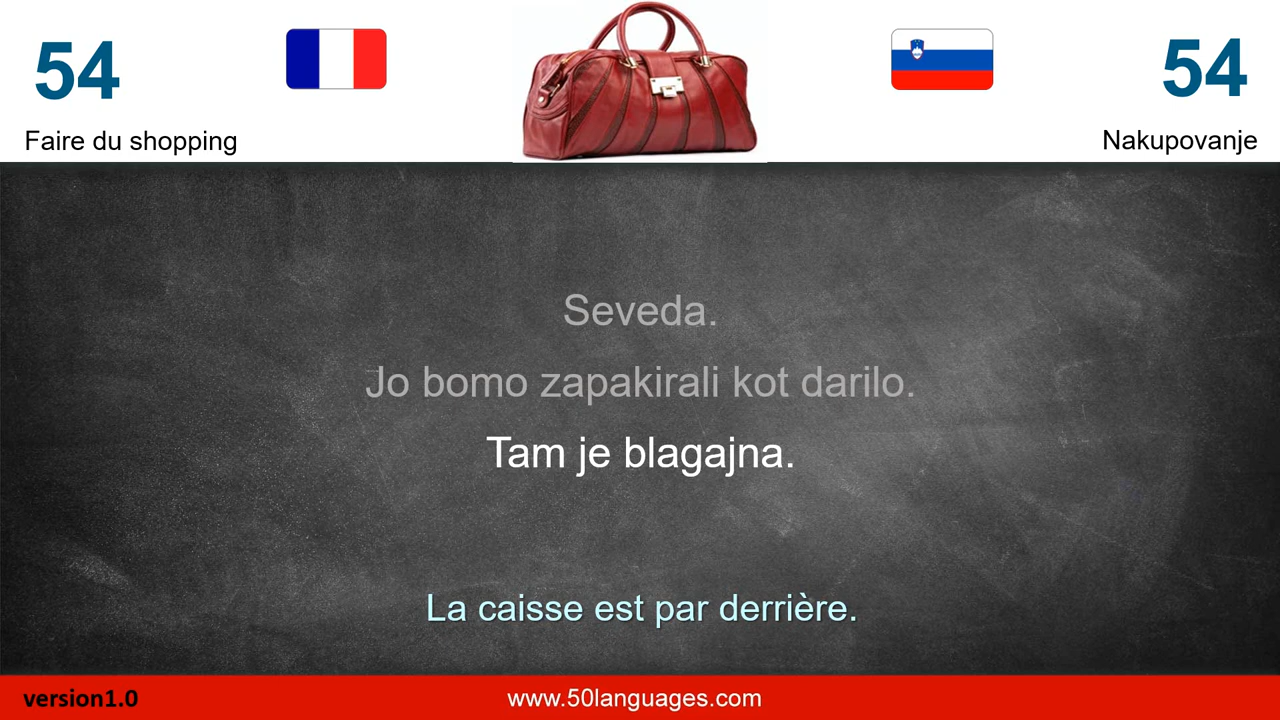 54
54
Faire du shopping
Nakupovanje
Seveda.
Jo bomo zapakirali kot darilo.
Tam je blagajna.
La caisse est par derrière.
version1.0
www.50languages.com